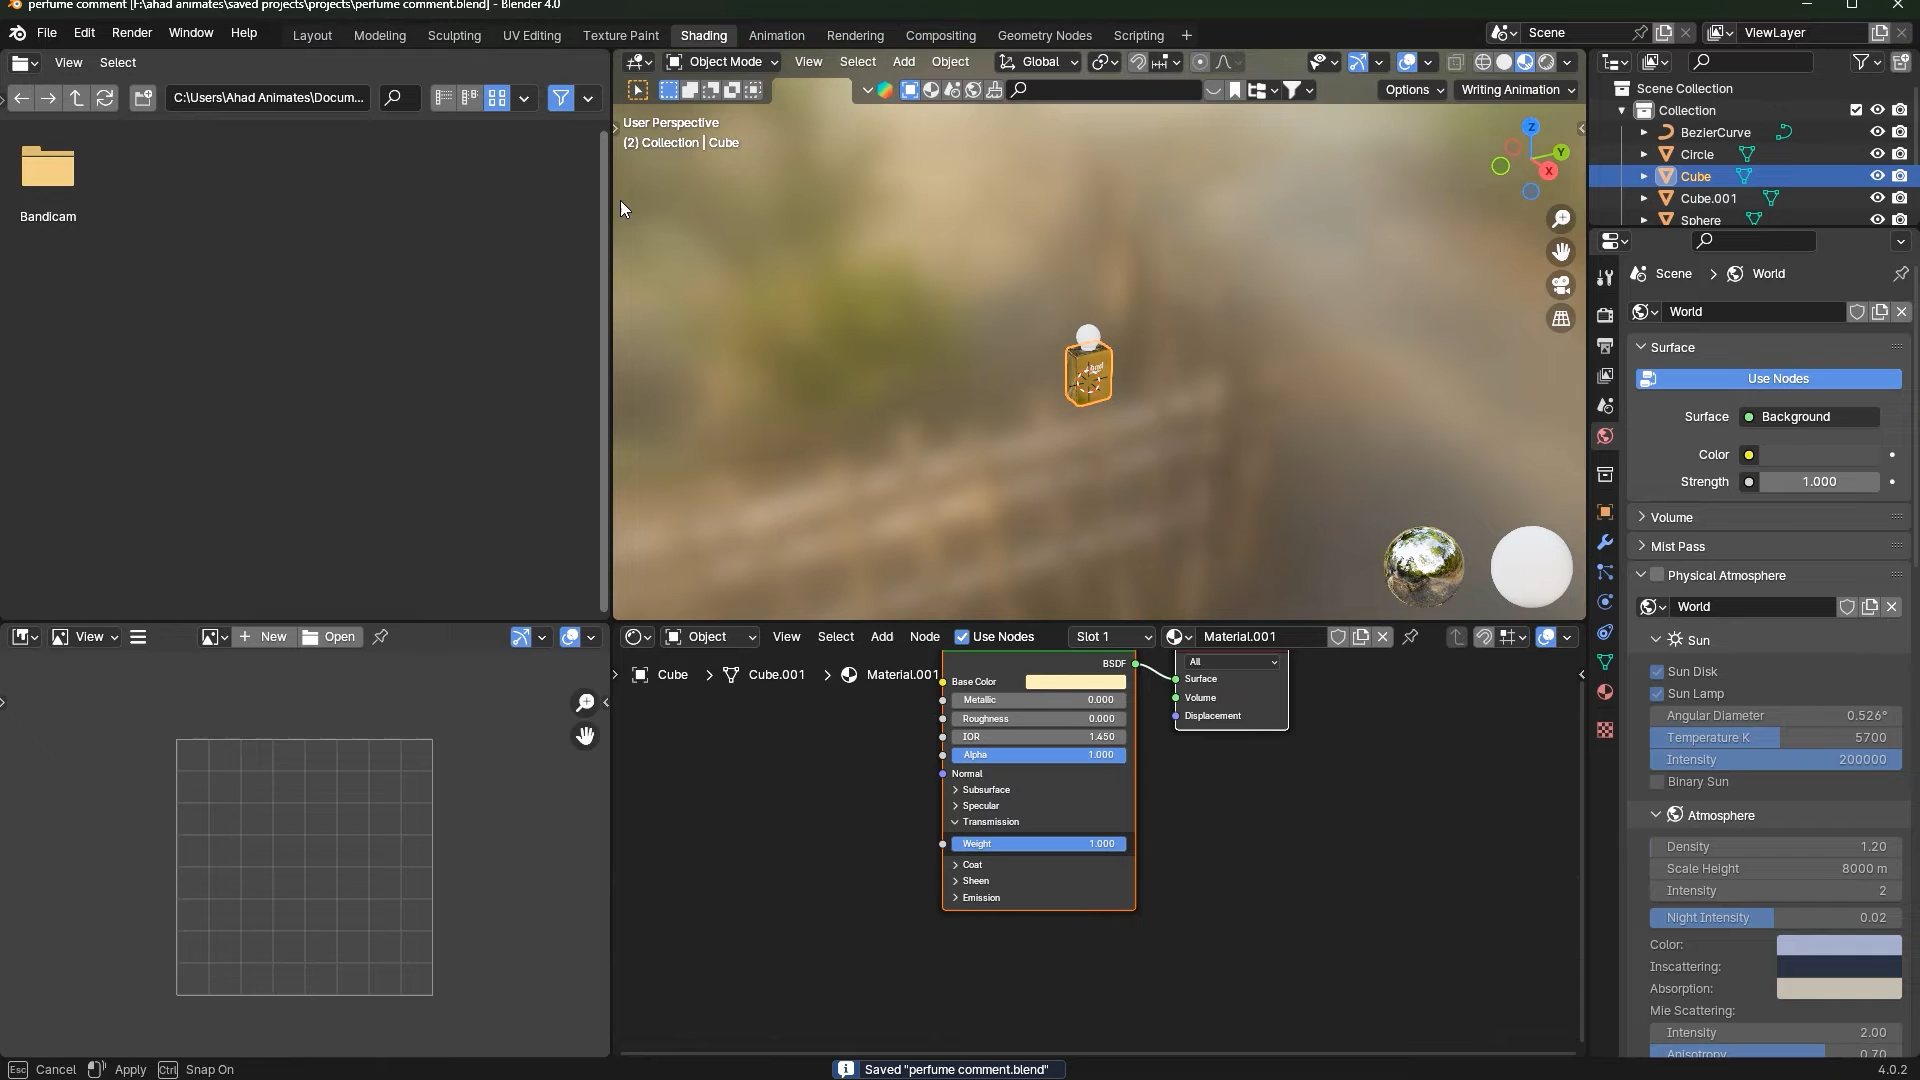 perfume comment [F:\ahad animates\saved projects\projects\perfume comment.blend] - Blender 4.0
File Edit Render Window Help Layout Modeling Sculpting UV Editing Texture Paint Shading Animation Rendering Compositing Geometry Nodes Scripting + Scene ViewLayer
View Select
C:\Users\Ahad Animates\Docum...
Bandicam
Object Mode View Select Add Object Global
Options Writing Animation
User Perspective
(2) Collection | Cube
Z
Y
X
Scene Collection
Collection
BezierCurve
Circle
Cube
Cube.001
Sphere
Scene > World
World
Surface
Use Nodes
Surface Background
Color
Strength 1.000
Volume
Mist Pass
Physical Atmosphere
World
Sun
Sun Disk
Sun Lamp
Angular Diameter 0.526°
Temperature K 5700
Intensity 200000
Binary Sun
Atmosphere
Density 1.20
Scale Height 8000 m
Intensity 2
Night Intensity 0.02
Color:
Inscattering:
Absorption:
Mie Scattering:
Intensity 2.00
Anisotropy 0.70
View New Open
Object View Select Add Node Use Nodes Slot 1 Material.001
Cube > Cube.001 > Material.001
BSDF
Base Color
Metallic 0.000
Roughness 0.000
IOR 1.450
Alpha 1.000
Normal
Subsurface
Specular
Transmission
Weight 1.000
Coat
Sheen
Emission
All
Surface
Volume
Displacement
Esc Cancel Apply Ctrl Snap On
Saved "perfume comment.blend"
4.0.2